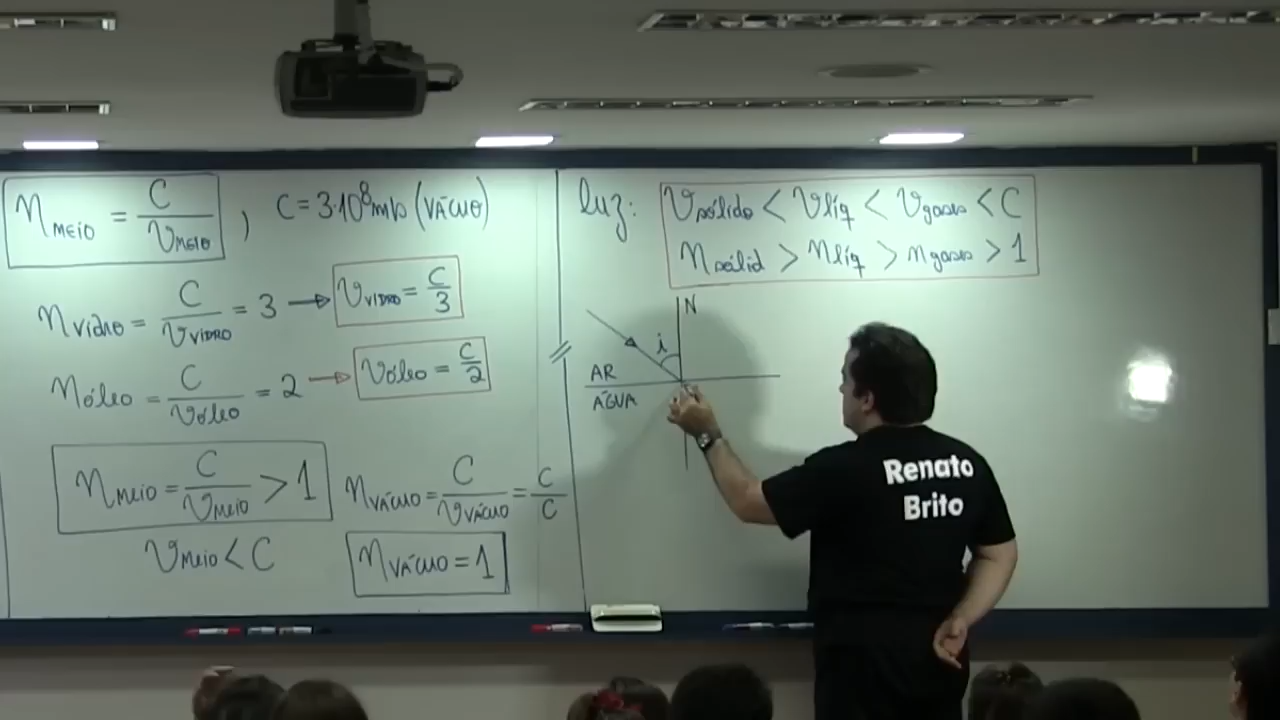 n MEIO = C / v MEIO , C = 3·10⁸ m/s (VÁCUO)
n vidro = C / v VIDRO = 3 → v VIDRO = C / 3
n óleo = C / v óleo = 2 → v óleo = C / 2
n Meio = C / v Meio > 1
v Meio < C
n VÁCUO = C / v VÁCUO = C / C
n VÁCUO = 1
luz: v sólido < v líq < v gases < C
n sólid > n líq > n gases > 1
N
i
AR
ÁGUA
Renato
Brito